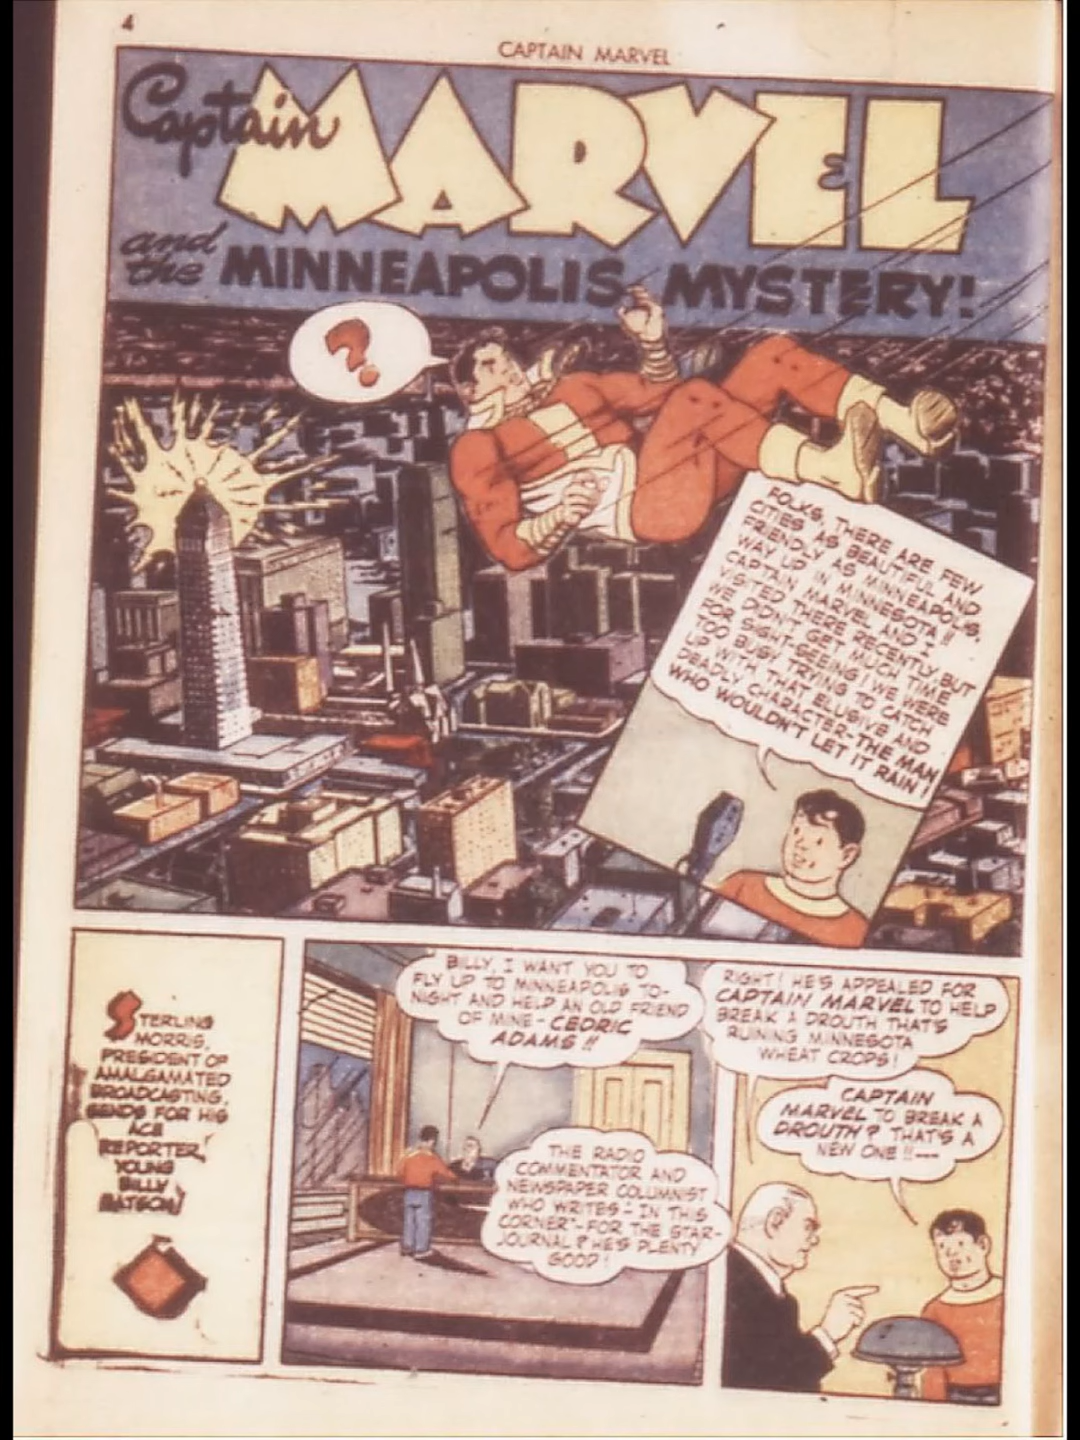 4
CAPTAIN MARVEL
Captain
MARVEL
and
the MINNEAPOLIS MYSTERY!
?
FOLKS, THERE ARE FEW
CITIES AS BEAUTIFUL AND
FRIENDLY AS MINNEAPOLIS,
WAY UP IN MINNESOTA!!
CAPTAIN MARVEL AND I
VISITED THERE RECENTLY, BUT
WE DIDN'T GET MUCH TIME
FOR SIGHT-SEEING! WE WERE
TOO BUSY TRYING TO CATCH
UP WITH THAT ELUSIVE AND
DEADLY CHARACTER-THE MAN
WHO WOULDN'T LET IT RAIN!
STERLING
MORRIS,
PRESIDENT OF
AMALGAMATED
BROADCASTING,
SENDS FOR HIS
ACE
REPORTER,
YOUNG
BILLY
BATSON
BILLY, I WANT YOU TO
FLY UP TO MINNEAPOLIS TO-
NIGHT AND HELP AN OLD FRIEND
OF MINE - CEDRIC
ADAMS!!
THE RADIO
COMMENTATOR AND
NEWSPAPER COLUMNIST
WHO WRITES "IN THIS
CORNER"-FOR THE STAR-
JOURNAL? HE'S PLENTY
GOOD!
RIGHT! HE'S APPEALED FOR
CAPTAIN MARVEL TO HELP
BREAK A DROUTH THAT'S
RUINING MINNESOTA
WHEAT CROPS!
CAPTAIN
MARVEL TO BREAK A
DROUTH? THAT'S A
NEW ONE!!--